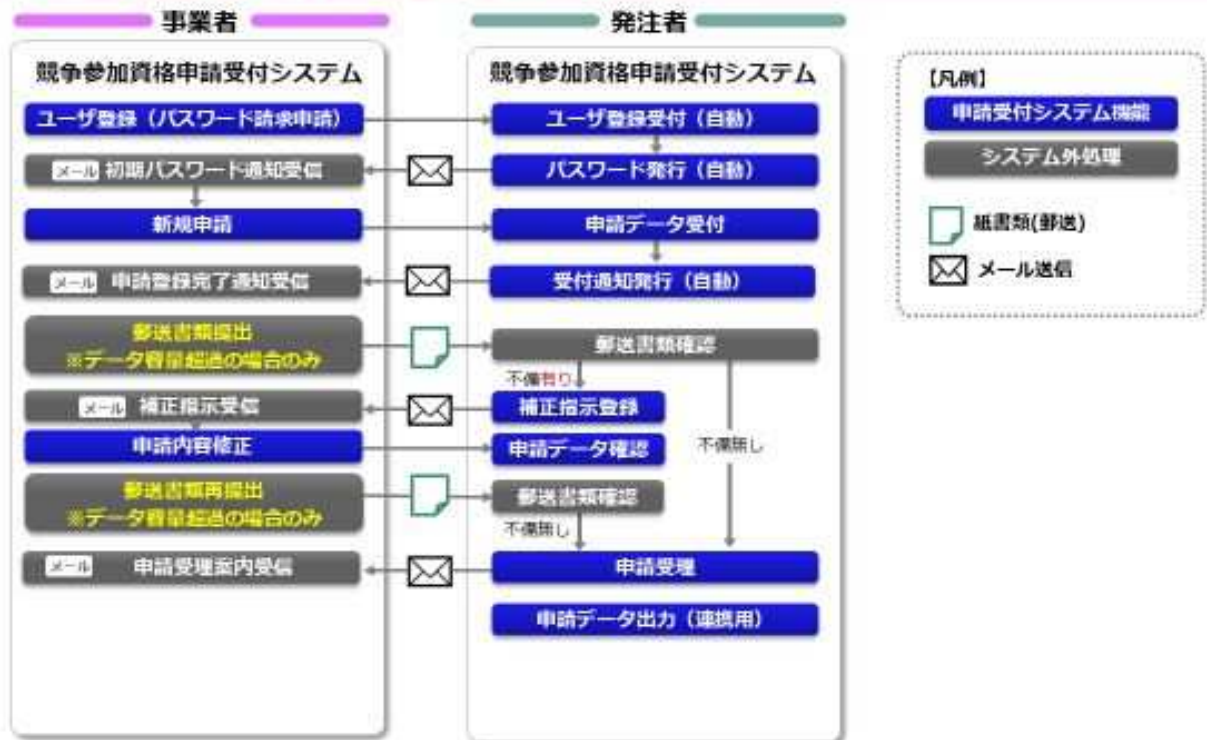 事業者
競争参加資格申請受付システム
ユーザ登録（パスワード請求申請）
メール 初期パスワード通知受信
新規申請
メール 申請登録完了通知受信
郵送書類提出
※データ容量超過の場合のみ
メール 補正指示受信
申請内容修正
郵送書類再提出
※データ容量超過の場合のみ
メール 申請受理案内受信
発注者
競争参加資格申請受付システム
ユーザ登録受付（自動）
パスワード発行（自動）
申請データ受付
受付通知発行（自動）
郵送書類確認
不備有り
補正指示登録
申請データ確認
不備無し
郵送書類確認
不備無し
申請受理
申請データ出力（連携用）
【凡例】
申請受付システム機能
システム外処理
紙書類(郵送)
メール送信